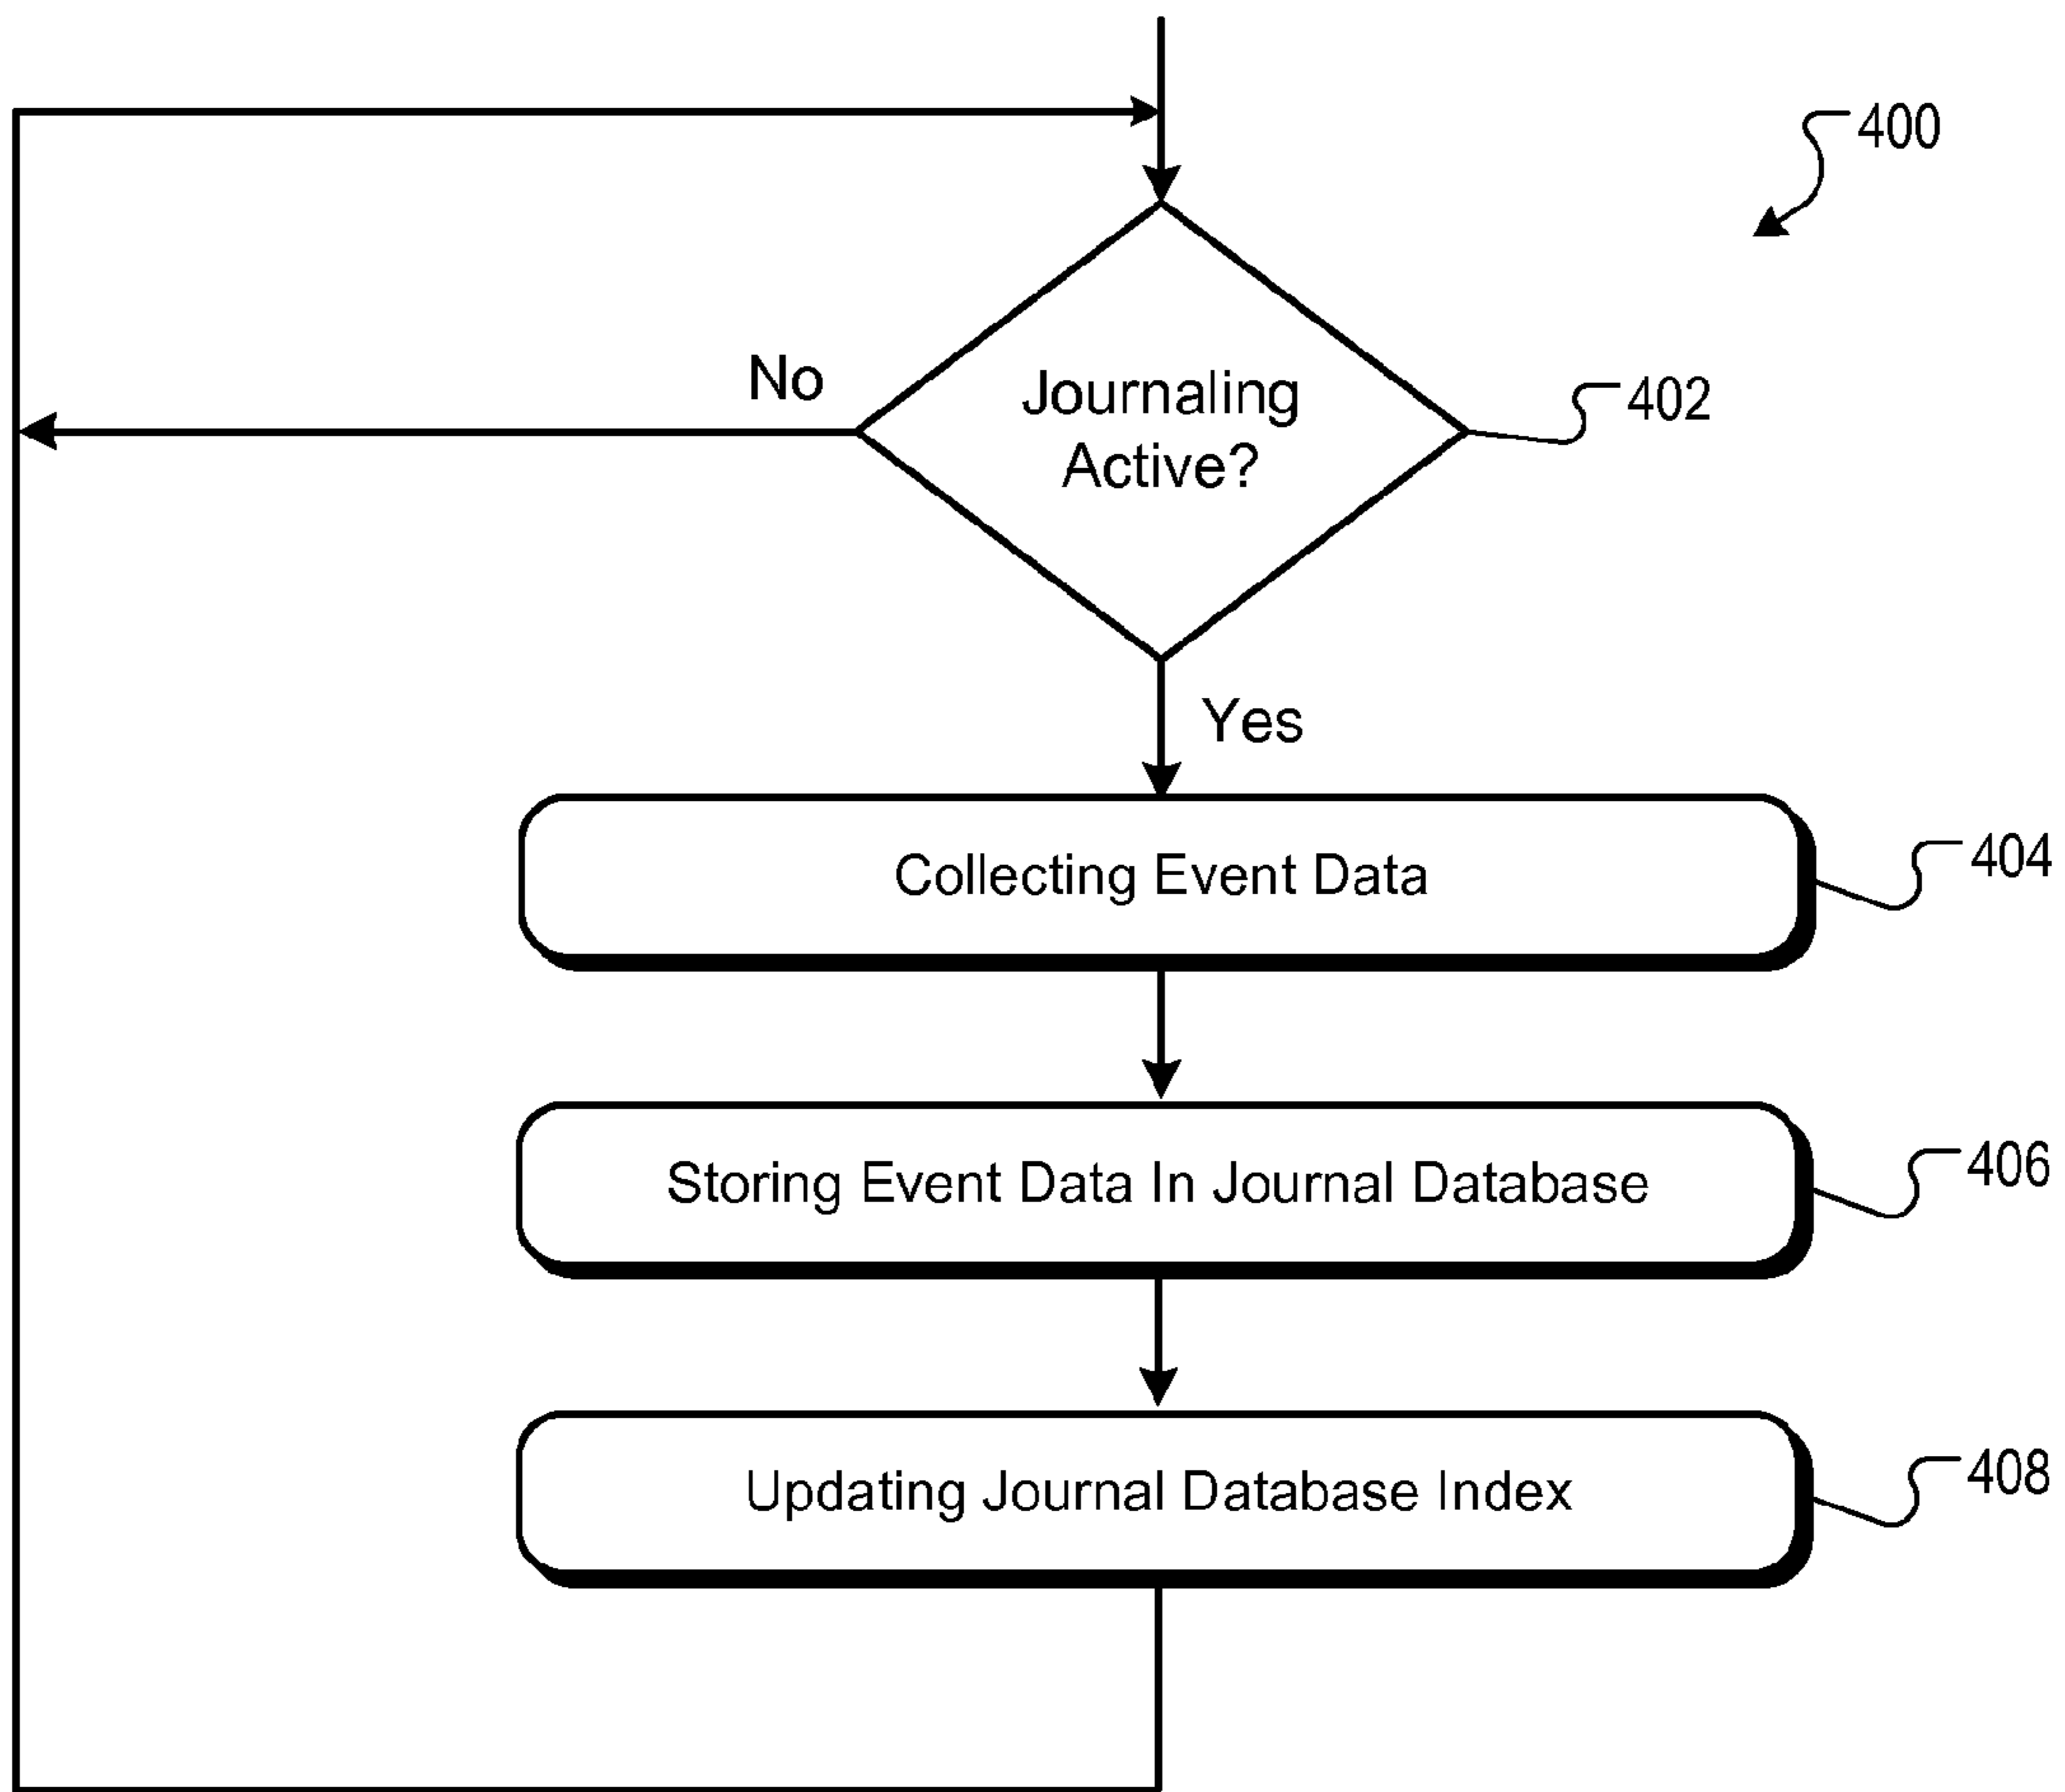 400
No
Journaling
Active?
402
Yes
Collecting Event Data
404
Storing Event Data In Journal Database
406
Updating Journal Database Index
408